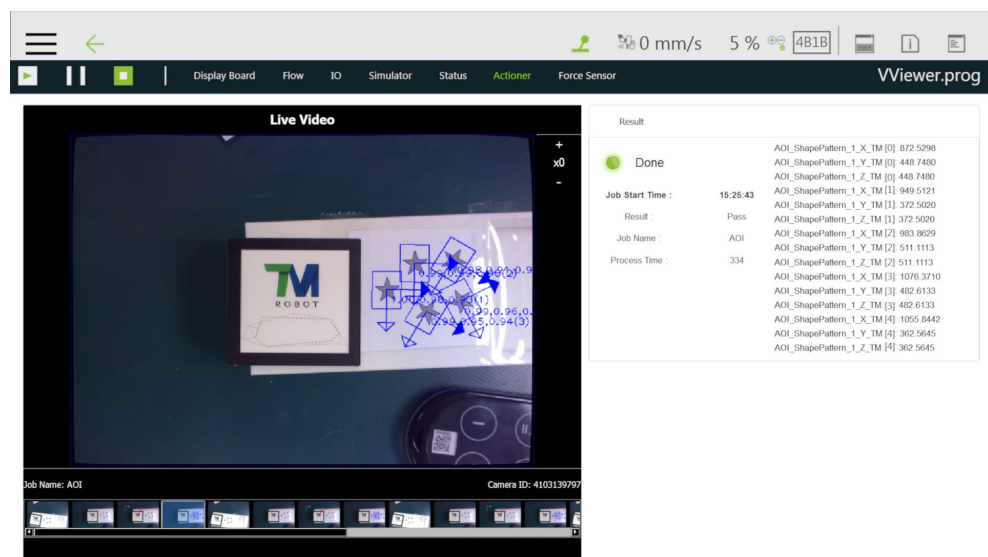 0 mm/s 5 % 4B1B
Display Board Flow IO Simulator Status Actioner Force Sensor VViewer.prog
Live Video
+
x0
-
TM
ROBOT
Job Name: AOI Camera ID: 4103139797
Result
Done
Job Start Time : 15:25:43
Result : Pass
Job Name : AOI
Process Time : 334
AOI_ShapePattern_1_X_TM [0]: 872.5298
AOI_ShapePattern_1_Y_TM [0]: 448.7480
AOI_ShapePattern_1_Z_TM [0]: 448.7480
AOI_ShapePattern_1_X_TM [1]: 949.5121
AOI_ShapePattern_1_Y_TM [1]: 372.5020
AOI_ShapePattern_1_Z_TM [1]: 372.5020
AOI_ShapePattern_1_X_TM [2]: 983.8629
AOI_ShapePattern_1_Y_TM [2]: 511.1113
AOI_ShapePattern_1_Z_TM [2]: 511.1113
AOI_ShapePattern_1_X_TM [3]: 1076.3710
AOI_ShapePattern_1_Y_TM [3]: 482.6133
AOI_ShapePattern_1_Z_TM [3]: 482.6133
AOI_ShapePattern_1_X_TM [4]: 1055.8442
AOI_ShapePattern_1_Y_TM [4]: 362.5645
AOI_ShapePattern_1_Z_TM [4]: 362.5645